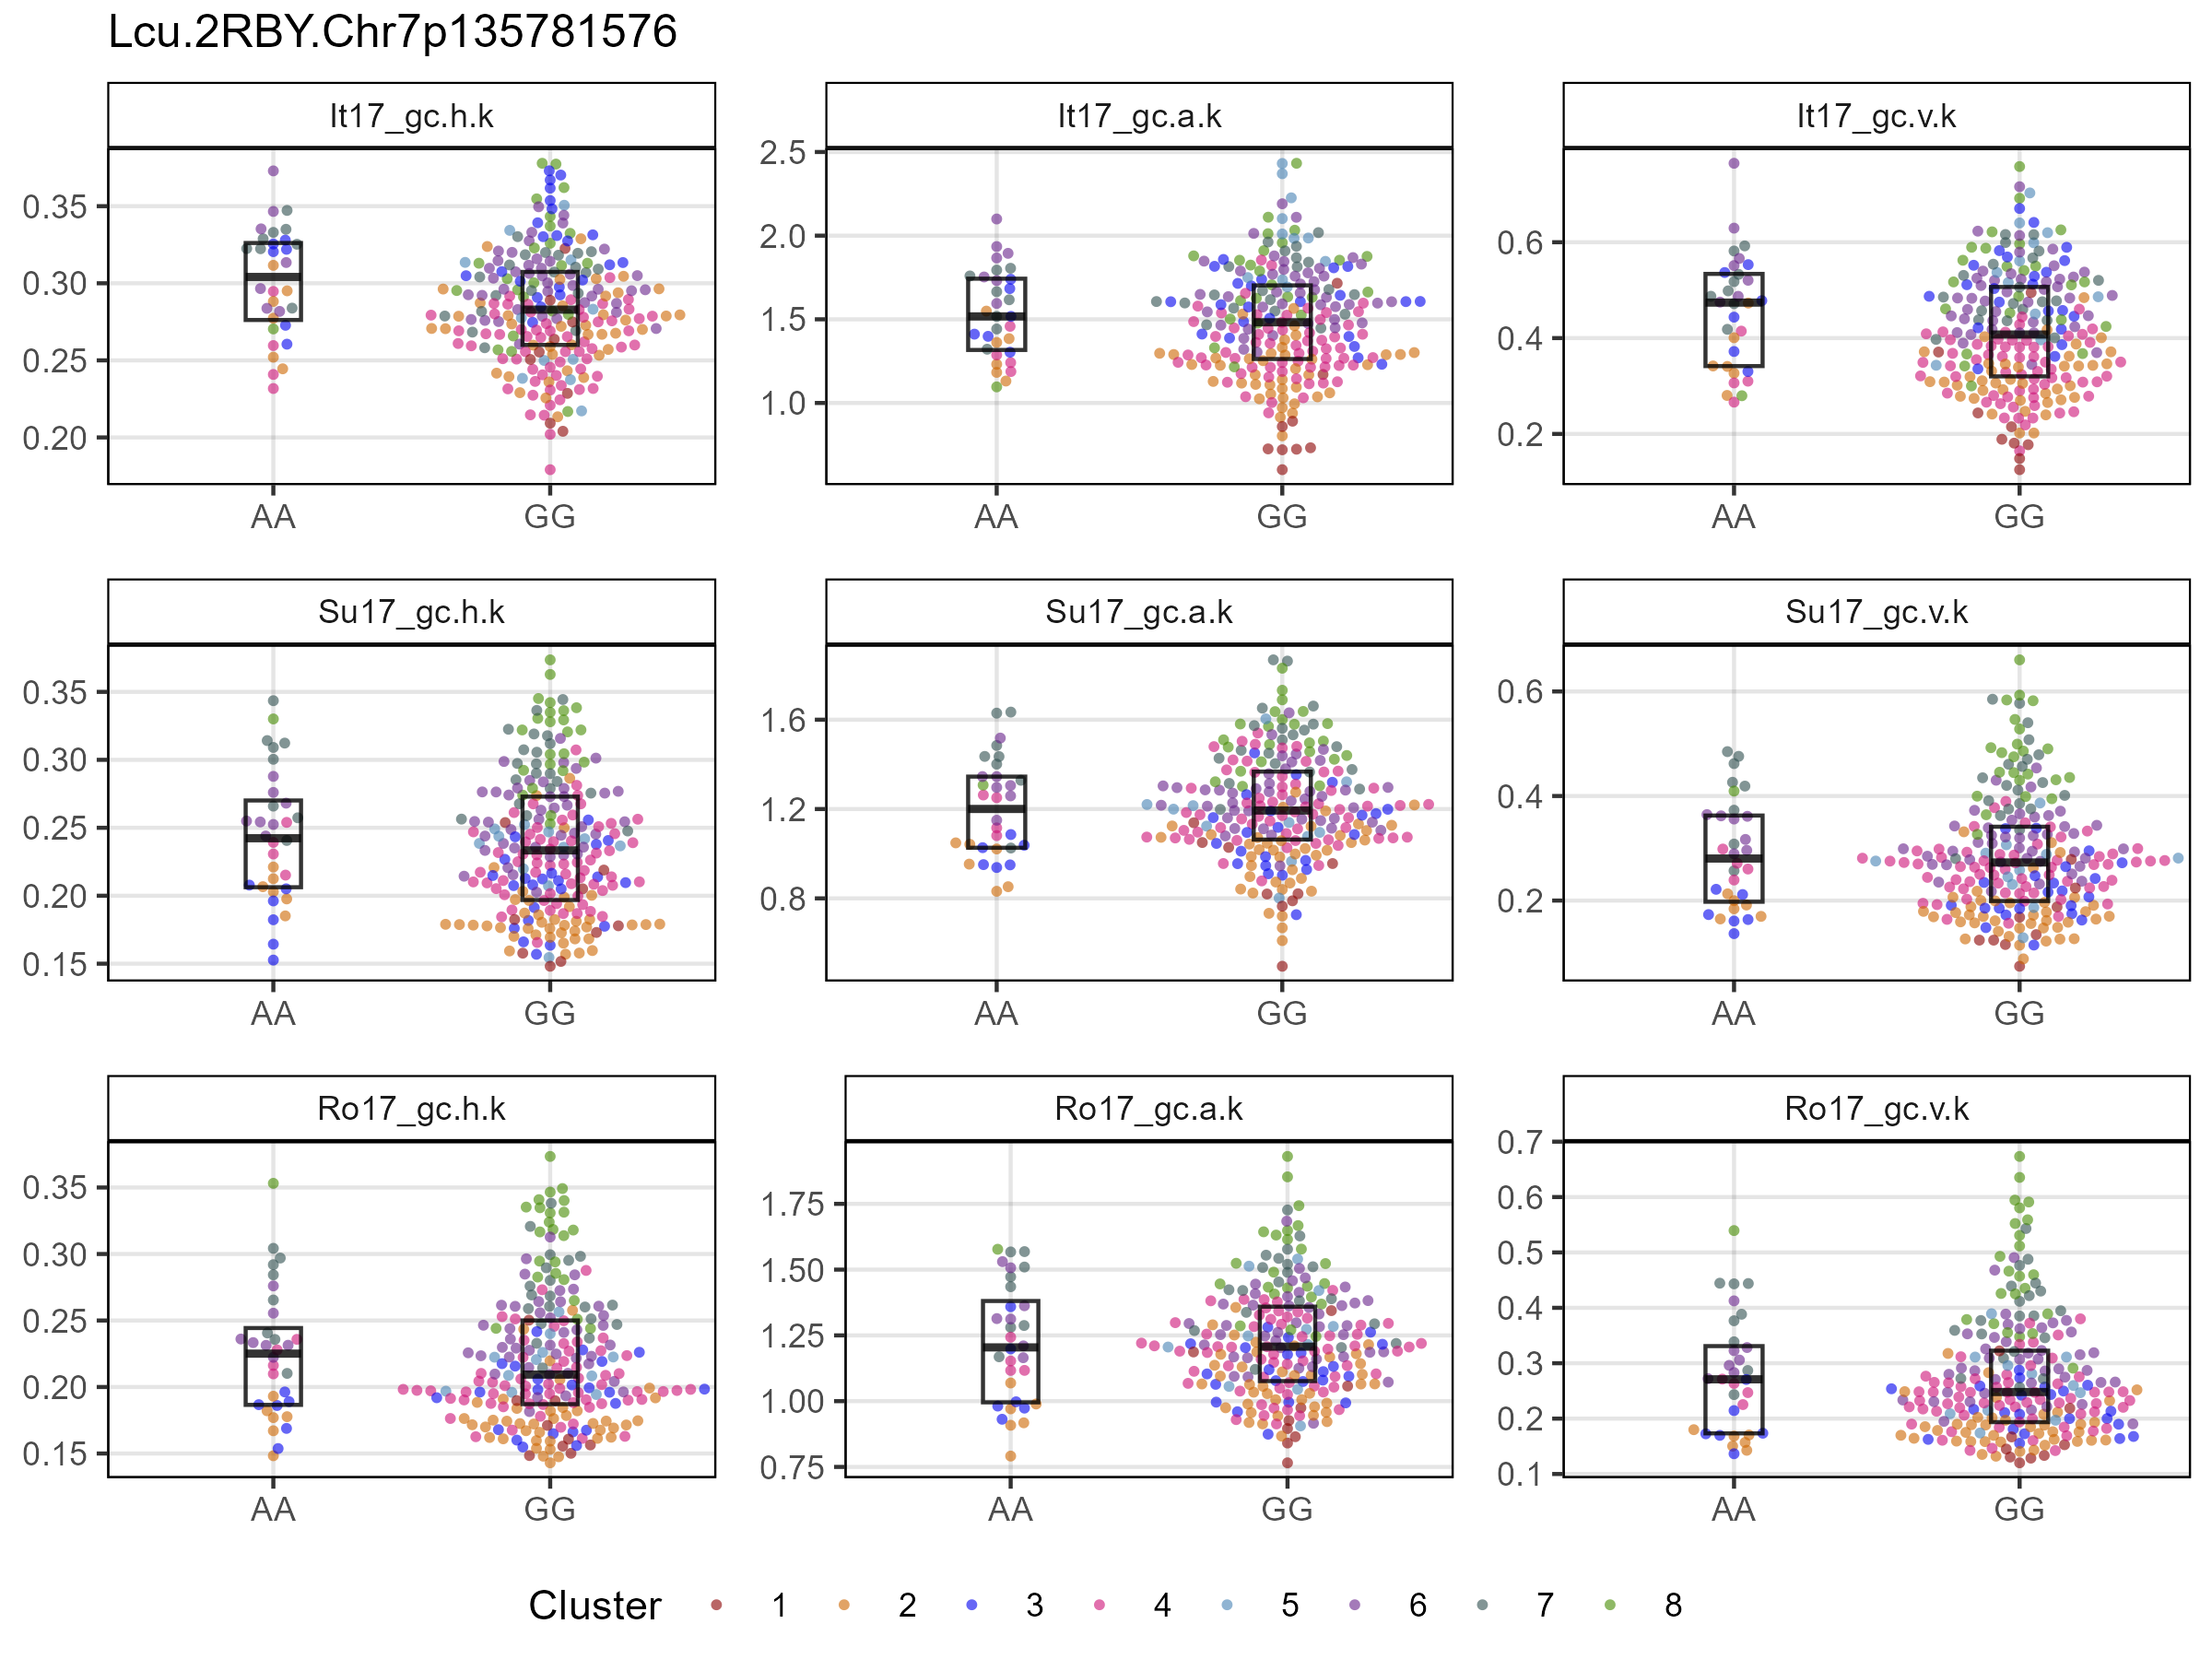 Lcu.2RBY.Chr7p135781576
It17_gc.h.k
It17_gc.a.k
It17_gc.v.k
0.35
0.30
0.25
0.20
AA
GG
2.5
2.0
1.5
1.0
AA
GG
0.6
0.4
0.2
AA
GG
Su17_gc.h.k
Su17_gc.a.k
Su17_gc.v.k
0.35
0.30
0.25
0.20
0.15
AA
GG
1.6
1.2
0.8
AA
GG
0.6
0.4
0.2
AA
GG
Ro17_gc.h.k
Ro17_gc.a.k
Ro17_gc.v.k
0.35
0.30
0.25
0.20
0.15
AA
GG
1.75
1.50
1.25
1.00
0.75
AA
GG
0.7
0.6
0.5
0.4
0.3
0.2
0.1
AA
GG
Cluster 1 2 3 4 5 6 7 8